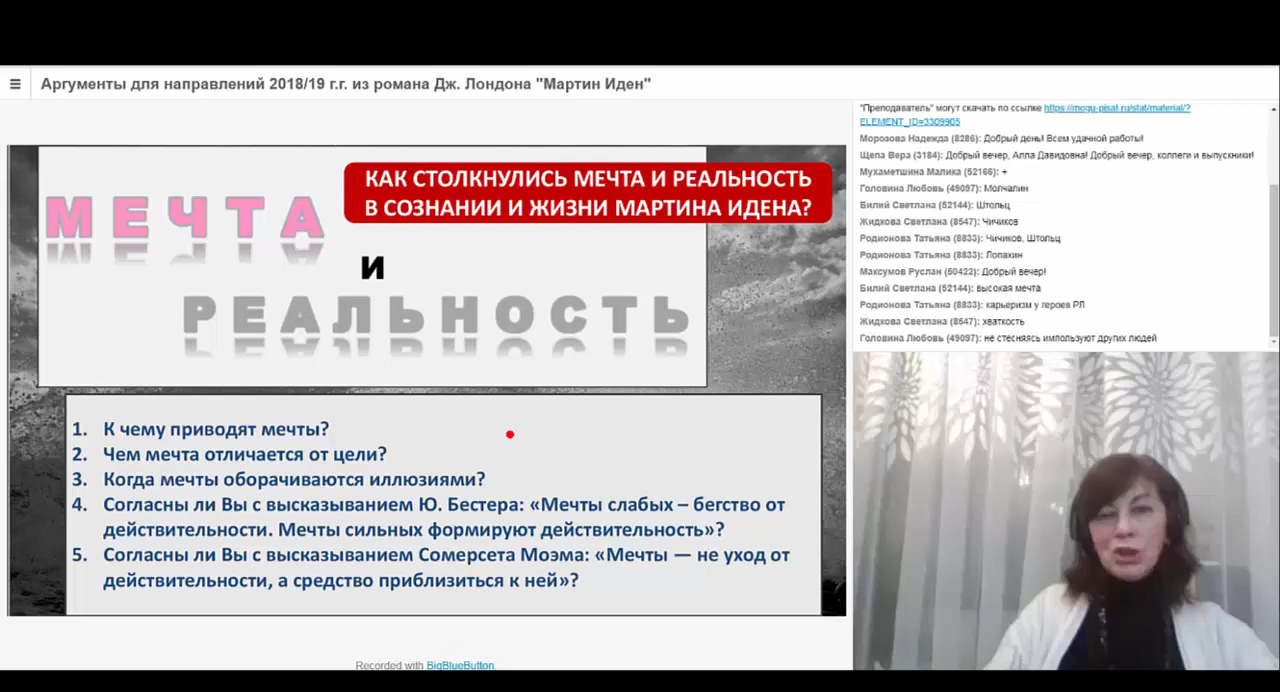 Аргументы для направлений 2018/19 г.г. из романа Дж. Лондона "Мартин Иден"
МЕЧТА
и
РЕАЛЬНОСТЬ
КАК СТОЛКНУЛИСЬ МЕЧТА И РЕАЛЬНОСТЬ
В СОЗНАНИИ И ЖИЗНИ МАРТИНА ИДЕНА?
1. К чему приводят мечты?
2. Чем мечта отличается от цели?
3. Когда мечты оборачиваются иллюзиями?
4. Согласны ли Вы с высказыванием Ю. Бестера: «Мечты слабых – бегство от
действительности. Мечты сильных формируют действительность»?
5. Согласны ли Вы с высказыванием Сомерсета Моэма: «Мечты — не уход от
действительности, а средство приблизиться к ней»?
Recorded with BigBlueButton.
"Преподаватель" могут скачать по ссылке https://mogu-pisat.ru/stat/material/?
ELEMENT_ID=3309905
Морозова Надежда (8286): Добрый день! Всем удачной работы!
Щепа Вера (3184): Добрый вечер, Алла Давидовна! Добрый вечер, коллеги и выпускники!
Мухаметшина Малика (52166): +
Головина Любовь (49097): Молчалин
Билий Светлана (52144): Штольц
Жидкова Светлана (8547): Чичиков
Родионова Татьяна (8833): Чичиков, Штольц
Родионова Татьяна (8833): Лопахин
Максумов Руслан (50422): Добрый вечер!
Билий Светлана (52144): высокая мечта
Родионова Татьяна (8833): карьеризм у героев РЛ
Жидкова Светлана (8547): хваткость
Головина Любовь (49097): не стесняясь импользуют других людей